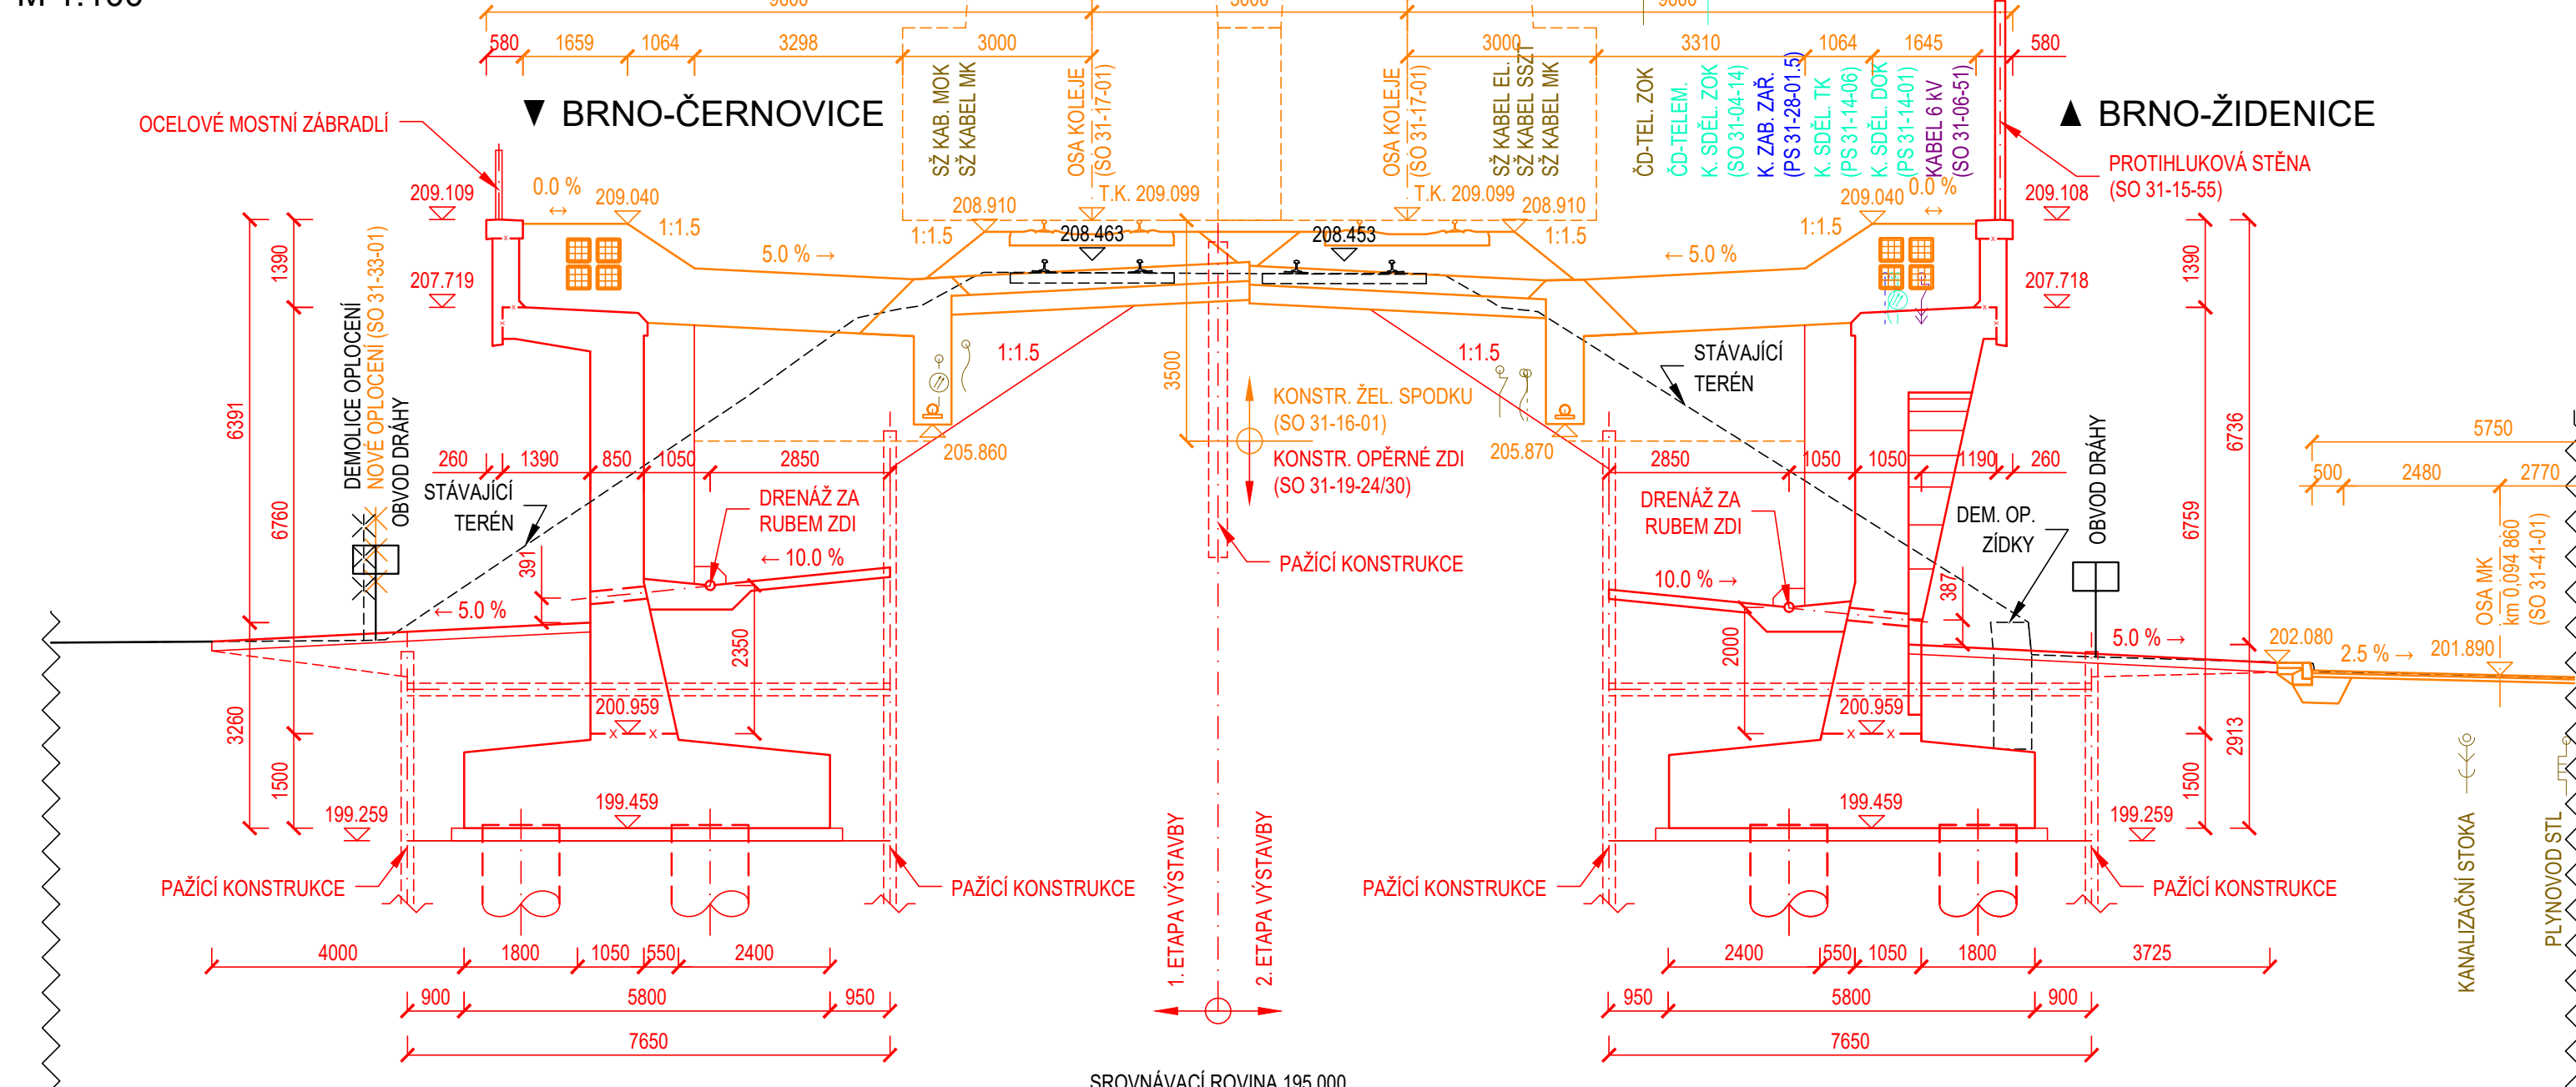 580 1659 1064 3298 3000 3000 3310 1064 1645 580
▼ BRNO-ČERNOVICE
▲ BRNO-ŽIDENICE
OCELOVÉ MOSTNÍ ZÁBRADLÍ
PROTIHLUKOVÁ STĚNA
(SO 31-15-55)
SŽ KAB. MOK
SŽ KABEL MK
OSA KOLEJE
(SO 31-17-01)
OSA KOLEJE
(SO 31-17-01)
SŽ KABEL EL.
SŽ KABEL SSZT
SŽ KABEL MK
ČD-TEL. ZOK
ČD-TELEM.
K. SDĚL. ZOK
(SO 31-04-14)
K. ZAB. ZAŘ.
(PS 31-28-01.5)
K. SDĚL. TK
(PS 31-14-06)
K. SDĚL. DOK
(PS 31-14-01)
KABEL 6 kV
(SO 31-06-51)
209.109 0.0 % 209.040 208.910 T.K. 209.099 T.K. 209.099 208.910 209.040 0.0 % 209.108
↔ 1:1.5 1:1.5 1:1.5 1:1.5 ↔
5.0 % → 208.463 208.453 ← 5.0 %
1390 207.719 207.718 1390
DEMOLICE OPLOCENÍ
NOVÉ OPLOCENÍ (SO 31-33-01)
OBVOD DRÁHY
1:1.5 3500 1:1.5
STÁVAJÍCÍ
TERÉN
KONSTR. ŽEL. SPODKU
(SO 31-16-01)
KONSTR. OPĚRNÉ ZDI
(SO 31-19-24/30)
6391 6736
205.860 205.870
260 1390 850 1050 2850 2850 1050 1050 1190 260
5750
500 2480 2770
STÁVAJÍCÍ
TERÉN
DRENÁŽ ZA
RUBEM ZDI
DRENÁŽ ZA
RUBEM ZDI
DEM. OP.
ZÍDKY
OBVOD DRÁHY
OSA MK
km 0,094 860
(SO 31-41-01)
6760 6759
391 ← 10.0 % PAŽÍCÍ KONSTRUKCE 10.0 % → 387
← 5.0 % 5.0 % →
2350 2000
202.080 2.5 % → 201.890
3260 200.959 200.959 2913
1500 199.259 199.459 199.459 1500 199.259
PAŽÍCÍ KONSTRUKCE
PAŽÍCÍ KONSTRUKCE
PAŽÍCÍ KONSTRUKCE
PAŽÍCÍ KONSTRUKCE
1. ETAPA VÝSTAVBY
2. ETAPA VÝSTAVBY
KANALIZAČNÍ STOKA
PLYNOVOD STL
4000 1800 1050 550 2400 2400 550 1050 1800 3725
900 5800 950 950 5800 900
7650 7650
SROVNÁVACÍ ROVINA 195,000